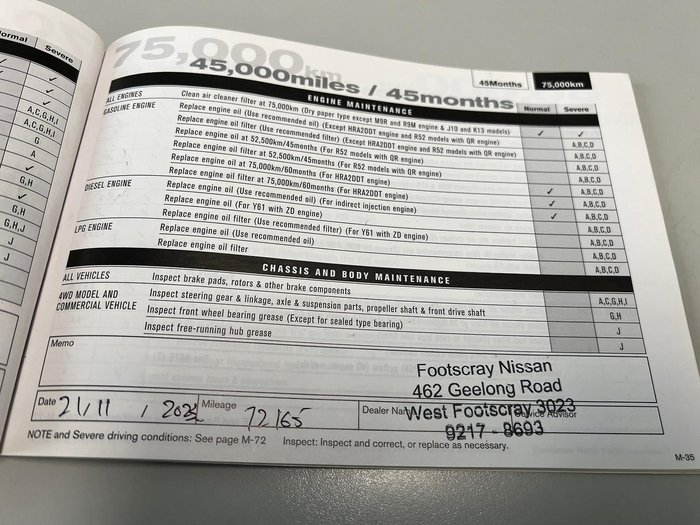 ormal Severe
A,C,G,H,I
A,C,G,H,I
G
A
G,H
G,H
G,H,J
J
J
75,000km
45,000miles / 45months
45Months 75,000km
ENGINE MAINTENANCE Normal Severe
ALL ENGINES Clean air cleaner filter at 75,000km (Dry paper type except M9R and R9M engine & J10 and K13 models) ✓ ✓
GASOLINE ENGINE Replace engine oil (Use recommended oil) (Except HRA2DDT engine and R52 models with QR engine) A,B,C,D
Replace engine oil filter (Use recommended filter) (Except HRA2DDT engine and R52 models with QR engine) A,B,C,D
Replace engine oil at 52,500km/45months (For R52 models with QR engine) A,B,C,D
Replace engine oil filter at 52,500km/45months (For R52 models with QR engine) A,B,C,D
Replace engine oil at 75,000km/60months (For HRA2DDT engine) A,B,C,D
Replace engine oil filter at 75,000km/60months (For HRA2DDT engine) ✓ A,B,C,D
DIESEL ENGINE Replace engine oil (Use recommended oil) (For indirect injection engine) ✓ A,B,C,D
Replace engine oil (For Y61 with ZD engine) ✓ A,B,C,D
Replace engine oil filter (Use recommended filter) (For Y61 with ZD engine) A,B,C,D
LPG ENGINE Replace engine oil (Use recommended oil) A,B,C,D
Replace engine oil filter A,B,C,D
CHASSIS AND BODY MAINTENANCE
ALL VEHICLES Inspect brake pads, rotors & other brake components A,C,G,H,I
4WD MODEL AND COMMERCIAL VEHICLE Inspect steering gear & linkage, axle & suspension parts, propeller shaft & front drive shaft G,H
Inspect front wheel bearing grease (Except for sealed type bearing) J
Inspect free-running hub grease J
Memo
Footscray Nissan
462 Geelong Road
West Footscray 3023
9217 - 8693
Date 21/11 / 202 Mileage 72165 Dealer Name Service Advisor
NOTE and Severe driving conditions: See page M-72 Inspect: Inspect and correct, or replace as necessary.
M-35